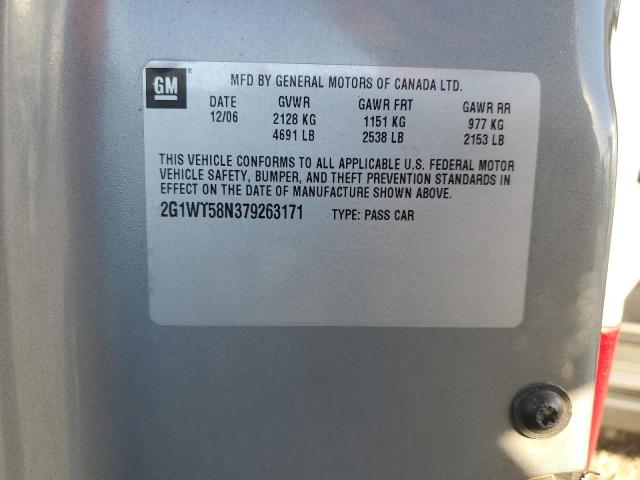 GM
MFD BY GENERAL MOTORS OF CANADA LTD.
DATE GVWR GAWR FRT GAWR RR
12/06 2128 KG 1151 KG 977 KG
4691 LB 2538 LB 2153 LB
THIS VEHICLE CONFORMS TO ALL APPLICABLE U.S. FEDERAL MOTOR
VEHICLE SAFETY, BUMPER, AND THEFT PREVENTION STANDARDS IN
EFFECT ON THE DATE OF MANUFACTURE SHOWN ABOVE.
2G1WT58N379263171 TYPE: PASS CAR